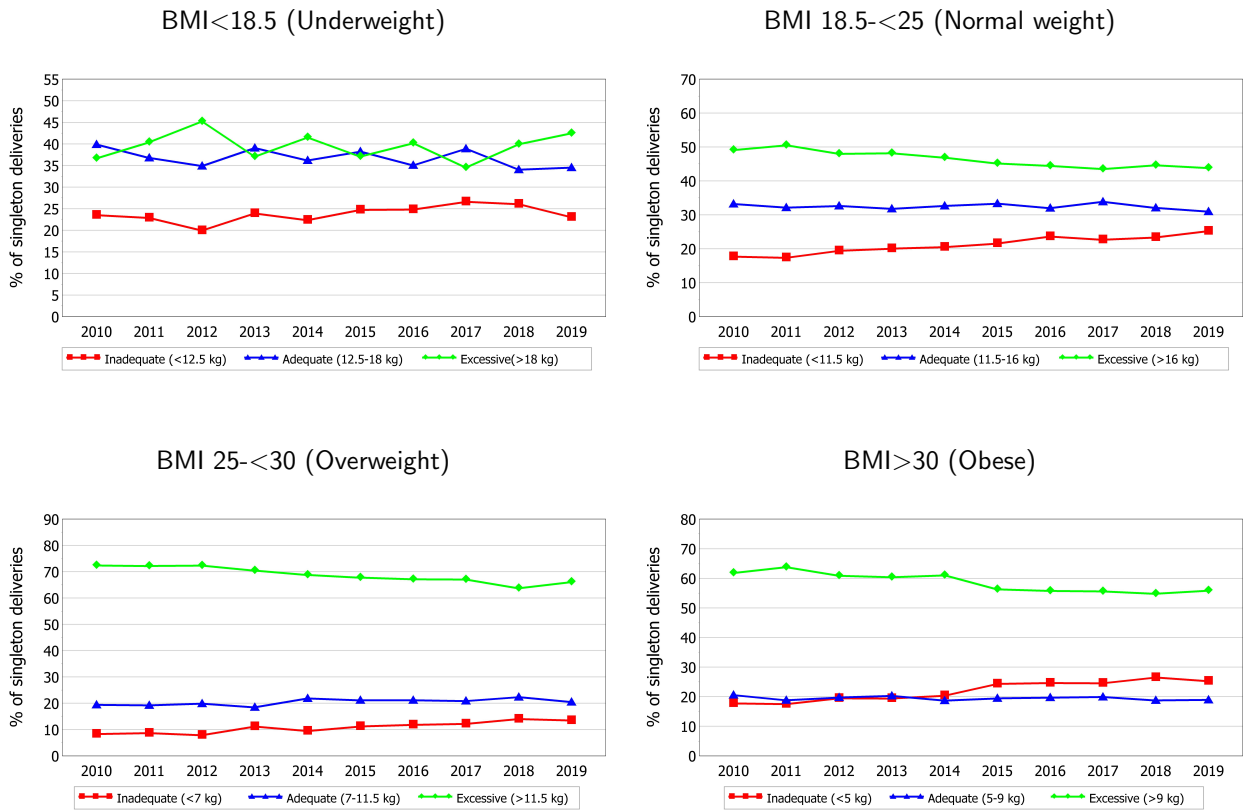 BMI<18.5 (Underweight)
% of singleton deliveries
55
50
45
40
35
30
25
20
15
10
5
0
2010 2011 2012 2013 2014 2015 2016 2017 2018 2019
Inadequate (<12.5 kg) Adequate (12.5-18 kg) Excessive(>18 kg)
BMI 18.5-<25 (Normal weight)
% of singleton deliveries
70
60
50
40
30
20
10
0
2010 2011 2012 2013 2014 2015 2016 2017 2018 2019
Inadequate (<11.5 kg) Adequate (11.5-16 kg) Excessive (>16 kg)
BMI 25-<30 (Overweight)
% of singleton deliveries
90
80
70
60
50
40
30
20
10
0
2010 2011 2012 2013 2014 2015 2016 2017 2018 2019
Inadequate (<7 kg) Adequate (7-11.5 kg) Excessive (>11.5 kg)
BMI>30 (Obese)
% of singleton deliveries
80
70
60
50
40
30
20
10
0
2010 2011 2012 2013 2014 2015 2016 2017 2018 2019
Inadequate (<5 kg) Adequate (5-9 kg) Excessive (>9 kg)